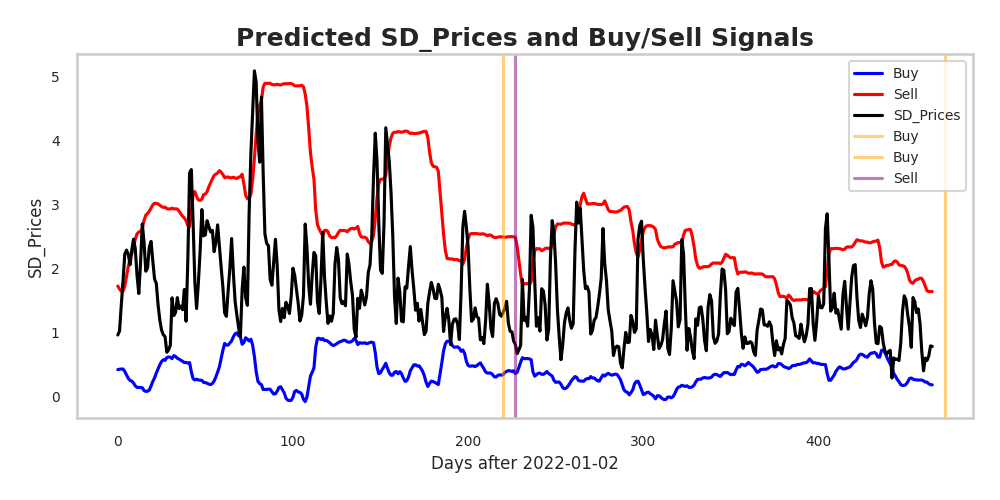 Predicted SD_Prices and Buy/Sell Signals
Buy
Sell
SD_Prices
Buy
Buy
Sell
5
4
3
2
1
0
SD_Prices
0 100 200 300 400
Days after 2022-01-02